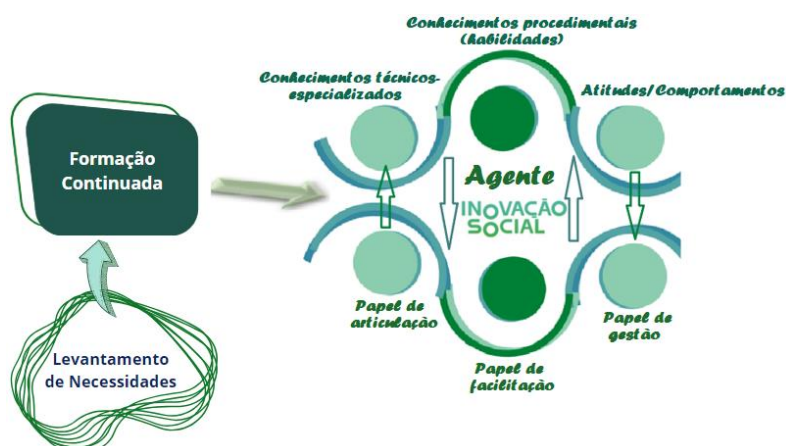 Conhecimentos procedimentais
(habilidades)
Conhecimentos técnicos-
especializados
Atitudes/Comportamentos
Formação
Continuada
Agente
INOVAÇÃO
SOCIAL
Papel de
articulação
Papel de
gestão
Papel de
facilitação
Levantamento
de Necessidades